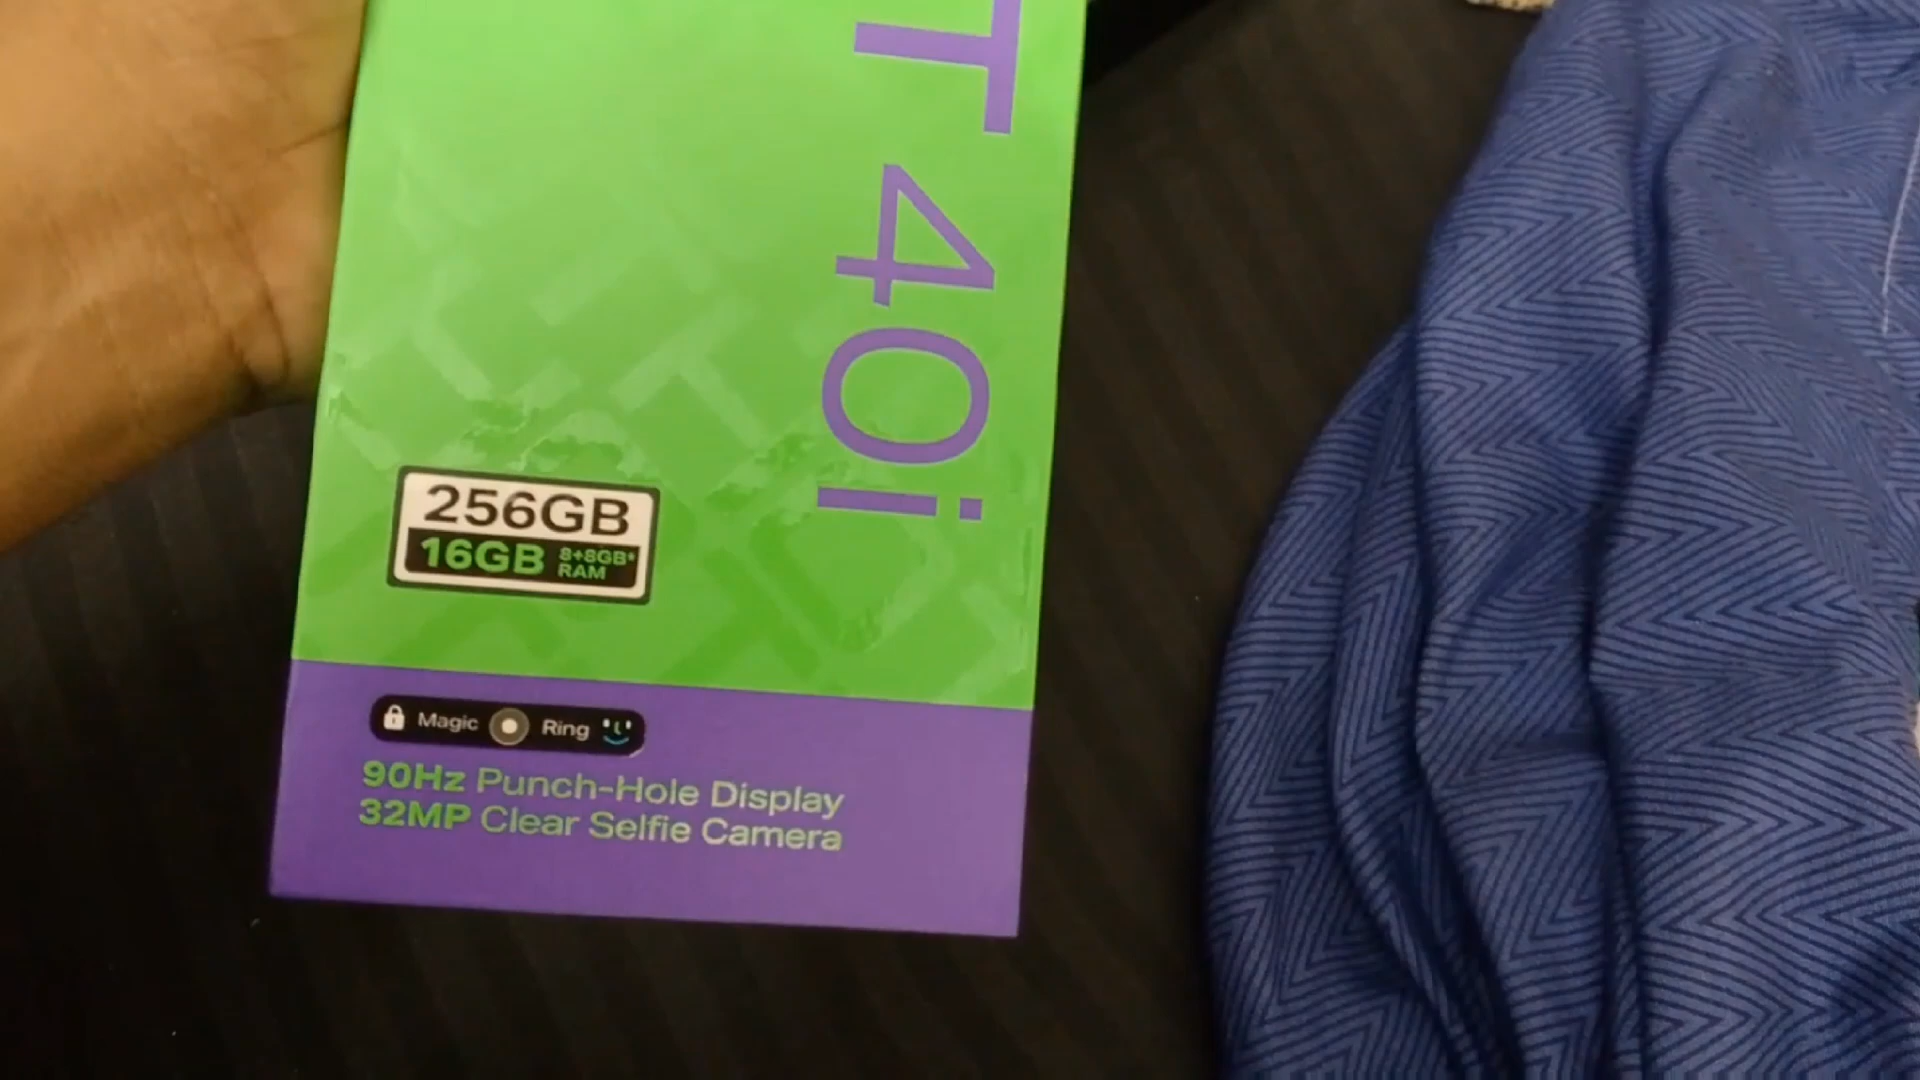 T 40i
256GB
16GB 8+8GB*
RAM
Magic Ring
90Hz Punch-Hole Display
32MP Clear Selfie Camera